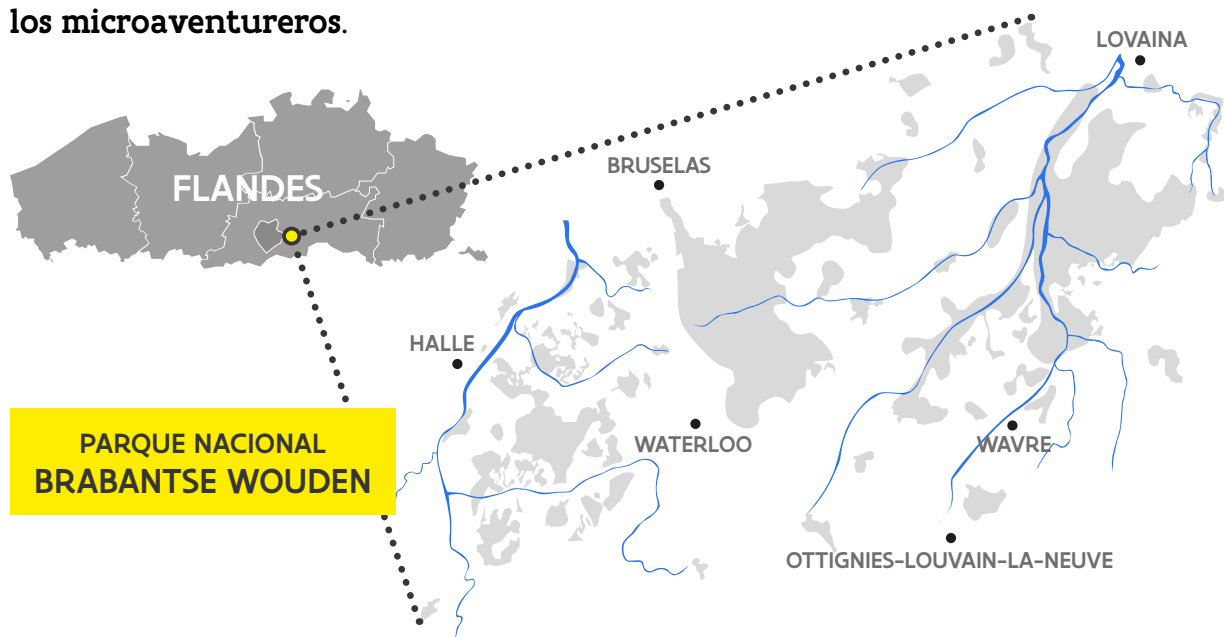 los microaventureros.
LOVAINA
BRUSELAS
FLANDES
HALLE
PARQUE NACIONAL
BRABANTSE WOUDEN
WATERLOO
WAVRE
OTTIGNIES-LOUVAIN-LA-NEUVE